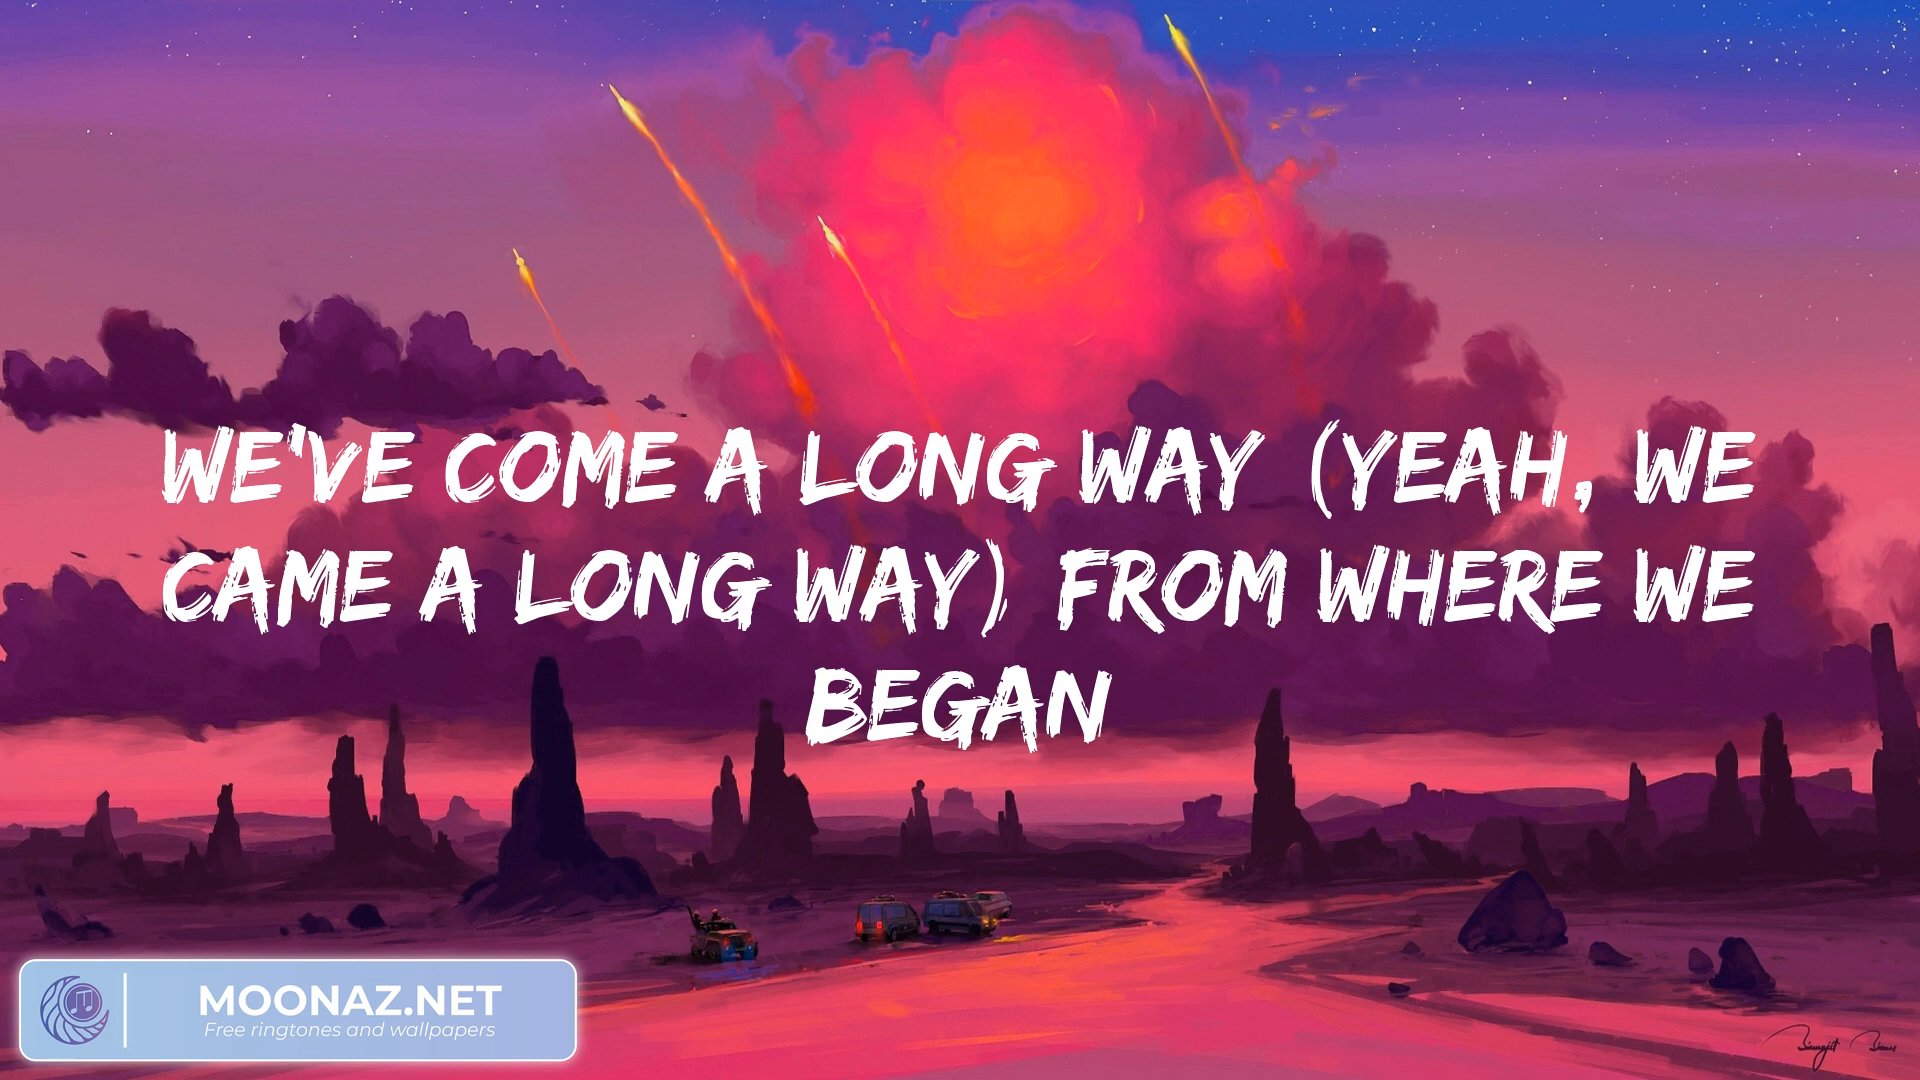 WE'VE COME A LONG WAY (YEAH, WE
CAME A LONG WAY) FROM WHERE WE
BEGAN
MOONAZ.NET
Free ringtones and wallpapers